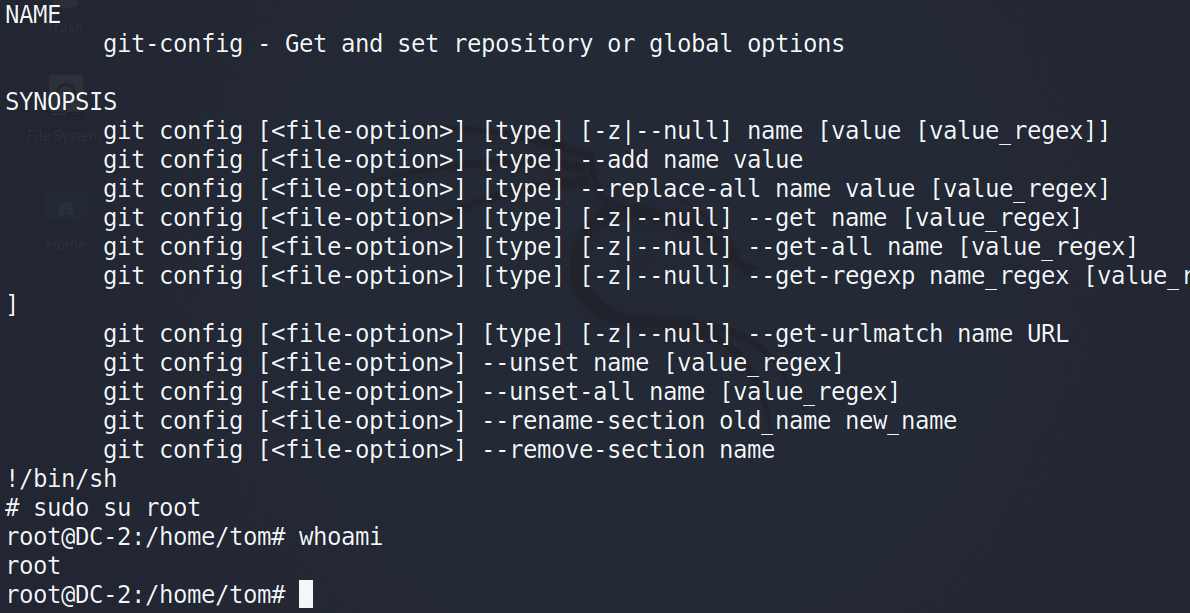 NAME
Trash
git-config - Get and set repository or global options
SYNOPSIS
File System
git config [<file-option>] [type] [-z|--null] name [value [value_regex]]
git config [<file-option>] [type] --add name value
git config [<file-option>] [type] --replace-all name value [value_regex]
git config [<file-option>] [type] [-z|--null] --get name [value_regex]
Home
git config [<file-option>] [type] [-z|--null] --get-all name [value_regex]
git config [<file-option>] [type] [-z|--null] --get-regexp name_regex [value_r
]
git config [<file-option>] [type] [-z|--null] --get-urlmatch name URL
git config [<file-option>] --unset name [value_regex]
git config [<file-option>] --unset-all name [value_regex]
git config [<file-option>] --rename-section old_name new_name
git config [<file-option>] --remove-section name
!/bin/sh
# sudo su root
root@DC-2:/home/tom# whoami
root
root@DC-2:/home/tom#